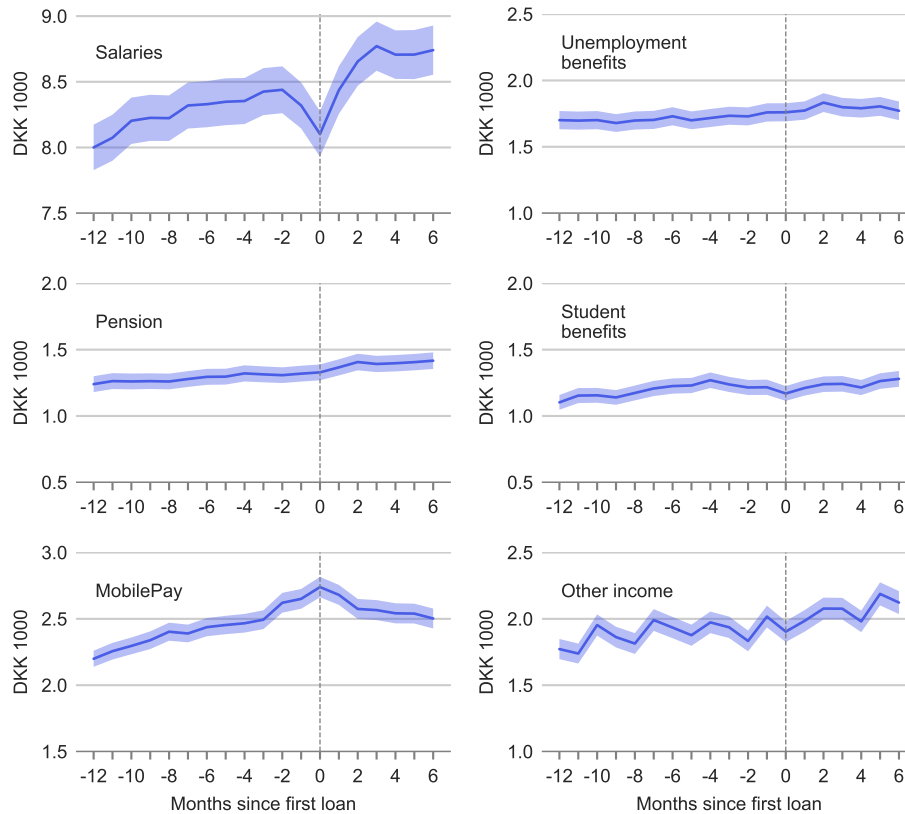 9.0
8.5
8.0
7.5
DKK 1000
Salaries
-12 -10 -8 -6 -4 -2 0 2 4 6
2.5
2.0
1.5
1.0
DKK 1000
Unemployment
benefits
-12 -10 -8 -6 -4 -2 0 2 4 6
2.0
1.5
1.0
0.5
DKK 1000
Pension
-12 -10 -8 -6 -4 -2 0 2 4 6
2.0
1.5
1.0
0.5
DKK 1000
Student
benefits
-12 -10 -8 -6 -4 -2 0 2 4 6
3.0
2.5
2.0
1.5
DKK 1000
MobilePay
-12 -10 -8 -6 -4 -2 0 2 4 6
Months since first loan
2.5
2.0
1.5
1.0
DKK 1000
Other income
-12 -10 -8 -6 -4 -2 0 2 4 6
Months since first loan